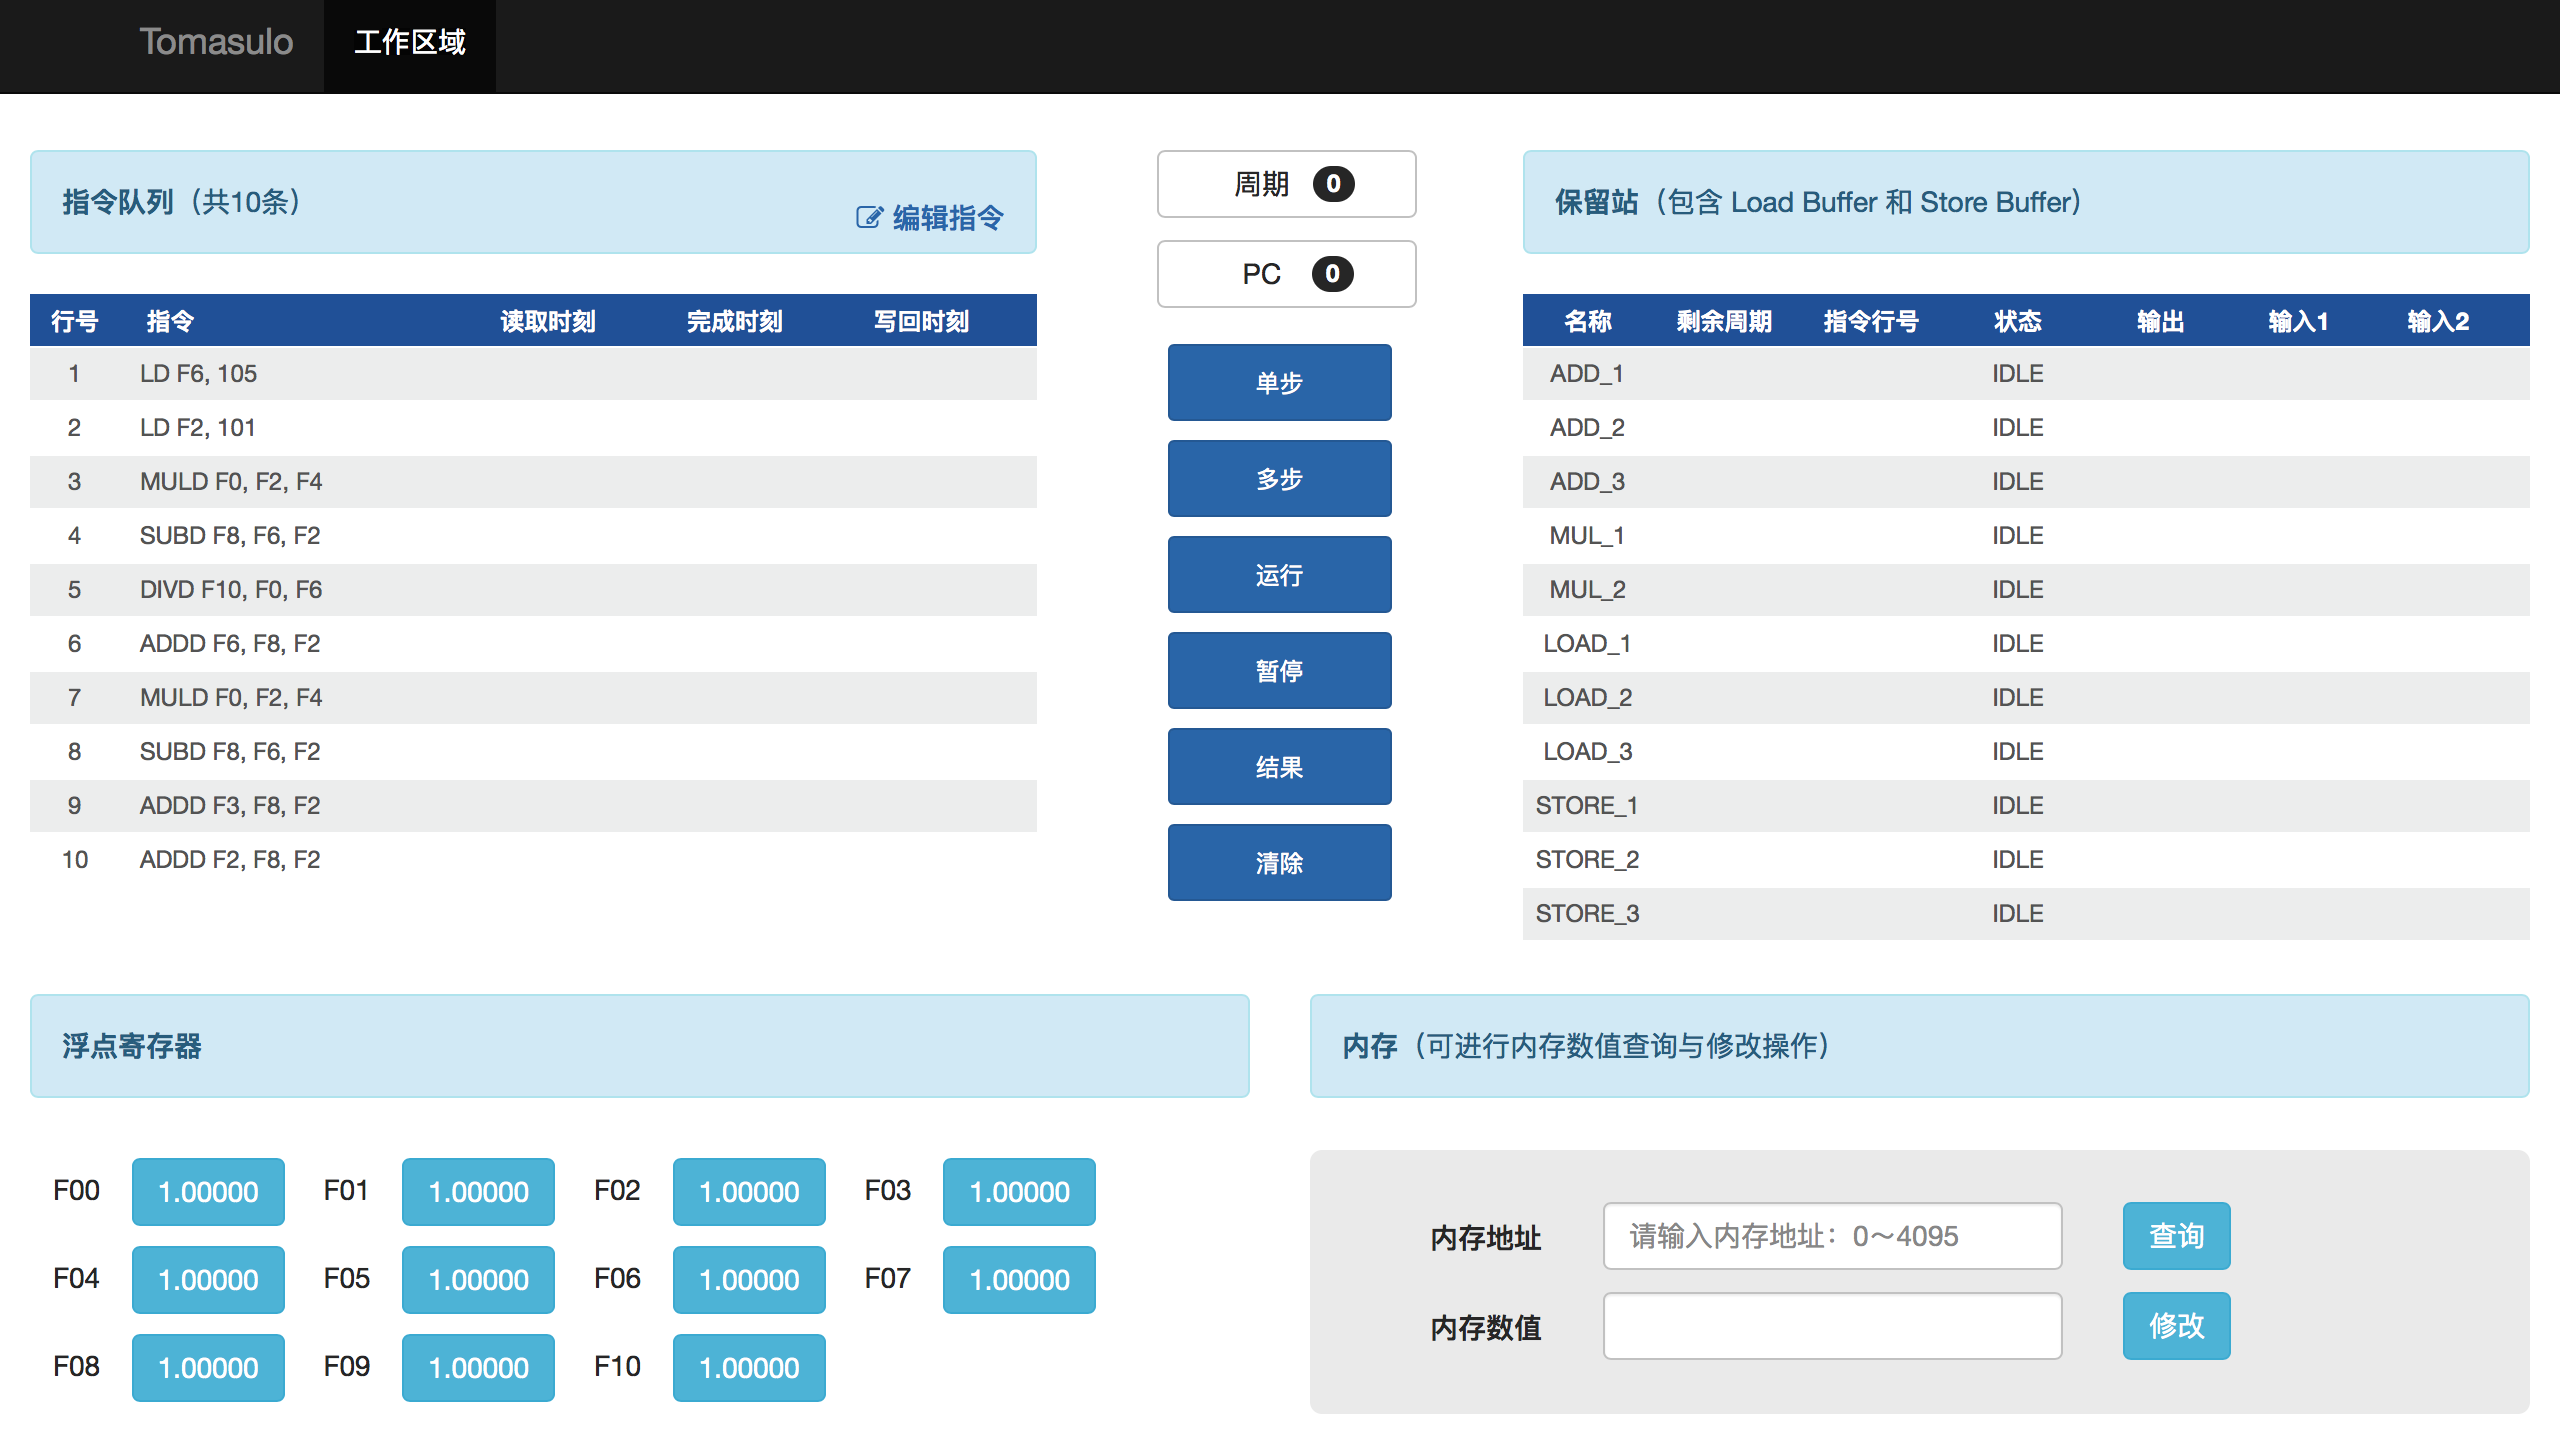 Tomasulo 工作区域
指令队列（共10条）
编辑指令
行号 指令 读取时刻 完成时刻 写回时刻
1 LD F6, 105
2 LD F2, 101
3 MULD F0, F2, F4
4 SUBD F8, F6, F2
5 DIVD F10, F0, F6
6 ADDD F6, F8, F2
7 MULD F0, F2, F4
8 SUBD F8, F6, F2
9 ADDD F3, F8, F2
10 ADDD F2, F8, F2
周期 0
PC 0
单步
多步
运行
暂停
结果
清除
保留站（包含 Load Buffer 和 Store Buffer）
名称 剩余周期 指令行号 状态 输出 输入1 输入2
ADD_1 IDLE
ADD_2 IDLE
ADD_3 IDLE
MUL_1 IDLE
MUL_2 IDLE
LOAD_1 IDLE
LOAD_2 IDLE
LOAD_3 IDLE
STORE_1 IDLE
STORE_2 IDLE
STORE_3 IDLE
浮点寄存器
F00 1.00000 F01 1.00000 F02 1.00000 F03 1.00000
F04 1.00000 F05 1.00000 F06 1.00000 F07 1.00000
F08 1.00000 F09 1.00000 F10 1.00000
内存（可进行内存数值查询与修改操作）
内存地址 请输入内存地址：0～4095 查询
内存数值 修改